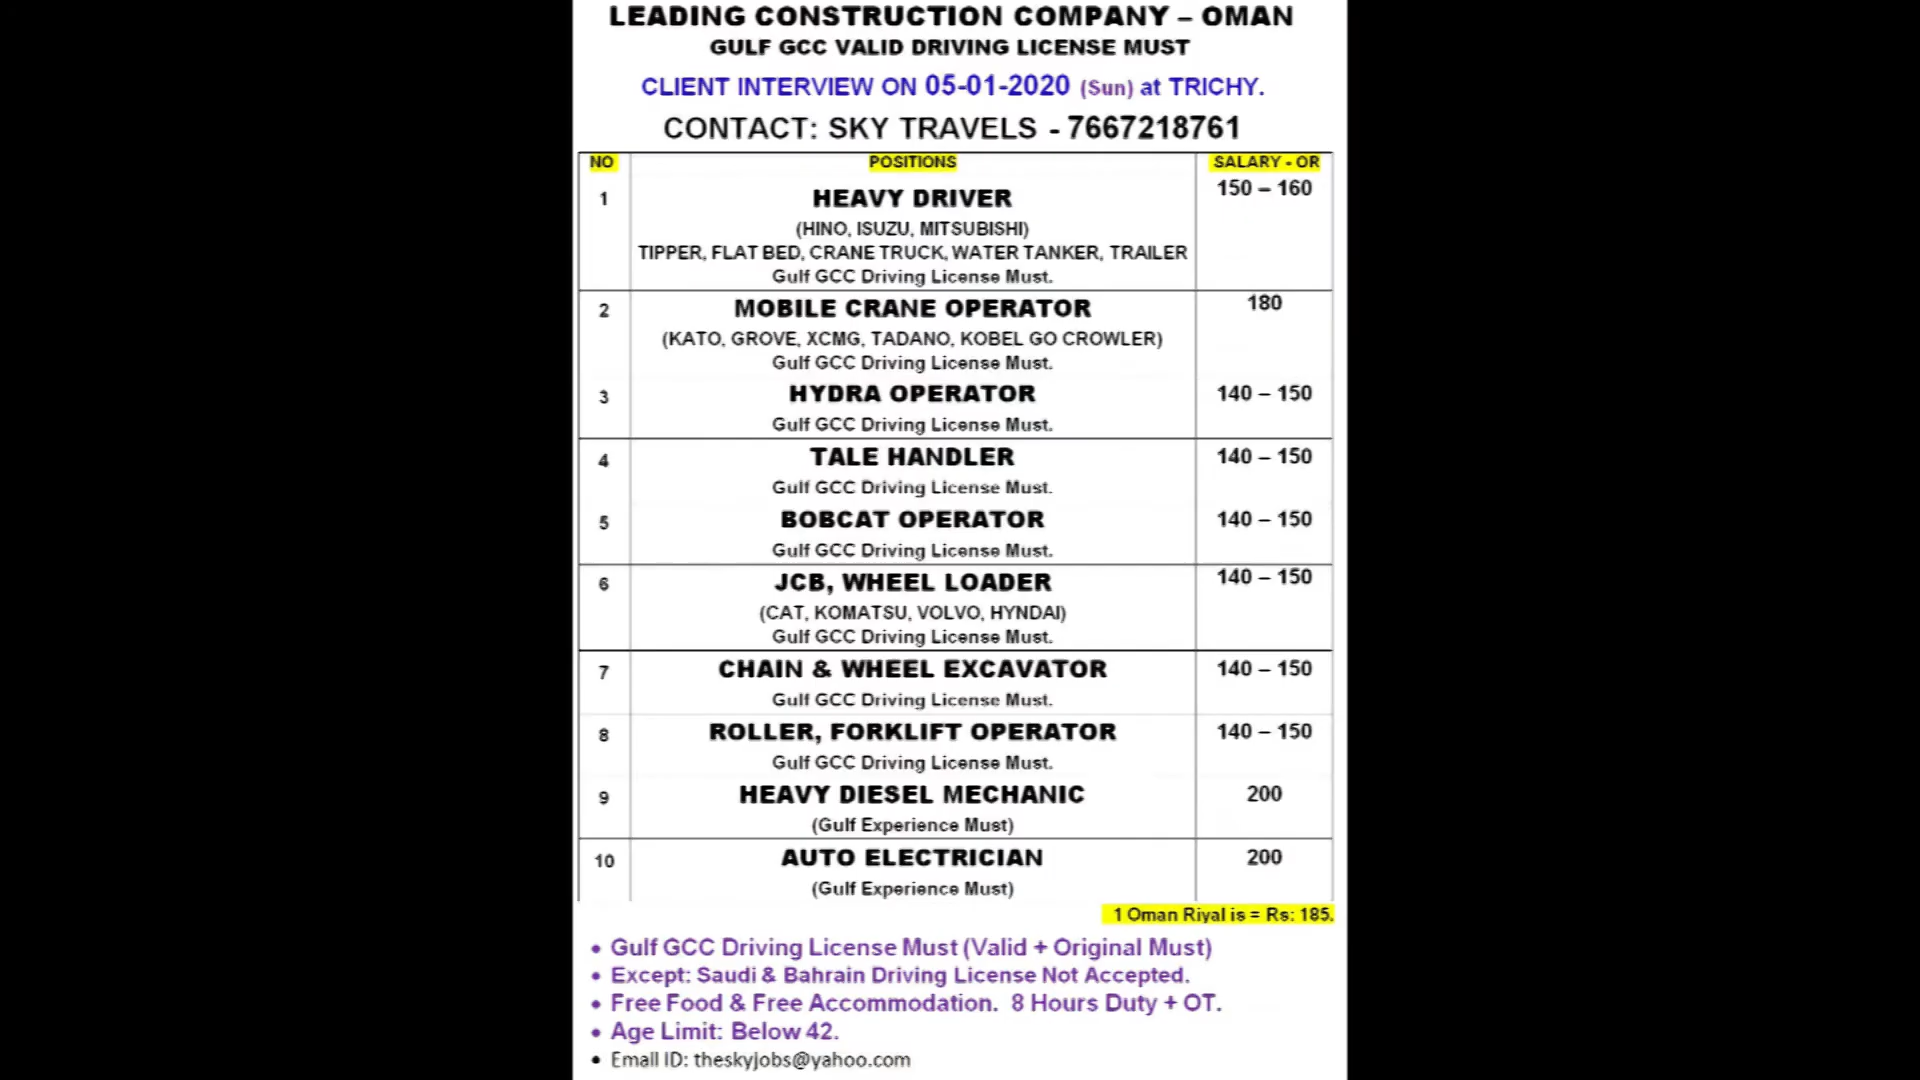 LEADING CONSTRUCTION COMPANY – OMAN
GULF GCC VALID DRIVING LICENSE MUST
CLIENT INTERVIEW ON 05-01-2020 (Sun) at TRICHY.
CONTACT: SKY TRAVELS - 7667218761
NO POSITIONS SALARY - OR
1 HEAVY DRIVER 150 – 160
(HINO, ISUZU, MITSUBISHI)
TIPPER, FLAT BED, CRANE TRUCK, WATER TANKER, TRAILER
Gulf GCC Driving License Must.
2 MOBILE CRANE OPERATOR 180
(KATO, GROVE, XCMG, TADANO, KOBEL GO CROWLER)
Gulf GCC Driving License Must.
3 HYDRA OPERATOR 140 – 150
Gulf GCC Driving License Must.
4 TALE HANDLER 140 – 150
Gulf GCC Driving License Must.
5 BOBCAT OPERATOR 140 – 150
Gulf GCC Driving License Must.
6 JCB, WHEEL LOADER 140 – 150
(CAT, KOMATSU, VOLVO, HYNDAI)
Gulf GCC Driving License Must.
7 CHAIN & WHEEL EXCAVATOR 140 – 150
Gulf GCC Driving License Must.
8 ROLLER, FORKLIFT OPERATOR 140 – 150
Gulf GCC Driving License Must.
9 HEAVY DIESEL MECHANIC 200
(Gulf Experience Must)
10 AUTO ELECTRICIAN 200
(Gulf Experience Must)
1 Oman Riyal is = Rs: 185.
• Gulf GCC Driving License Must (Valid + Original Must)
• Except: Saudi & Bahrain Driving License Not Accepted.
• Free Food & Free Accommodation. 8 Hours Duty + OT.
• Age Limit: Below 42.
• Email ID: theskyjobs@yahoo.com